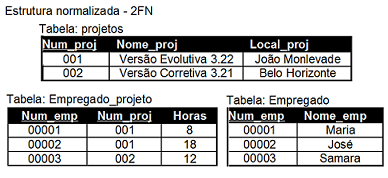 Estrutura normalizada - 2FN
Tabela: projetos
Num_proj Nome_proj Local_proj
001 Versão Evolutiva 3.22 João Monlevade
002 Versão Corretiva 3.21 Belo Horizonte
Tabela: Empregado_projeto
Num_emp Num_proj Horas
00001 001 8
00002 001 18
00003 002 12
Tabela: Empregado
Num_emp Nome_emp
00001 Maria
00002 José
00003 Samara